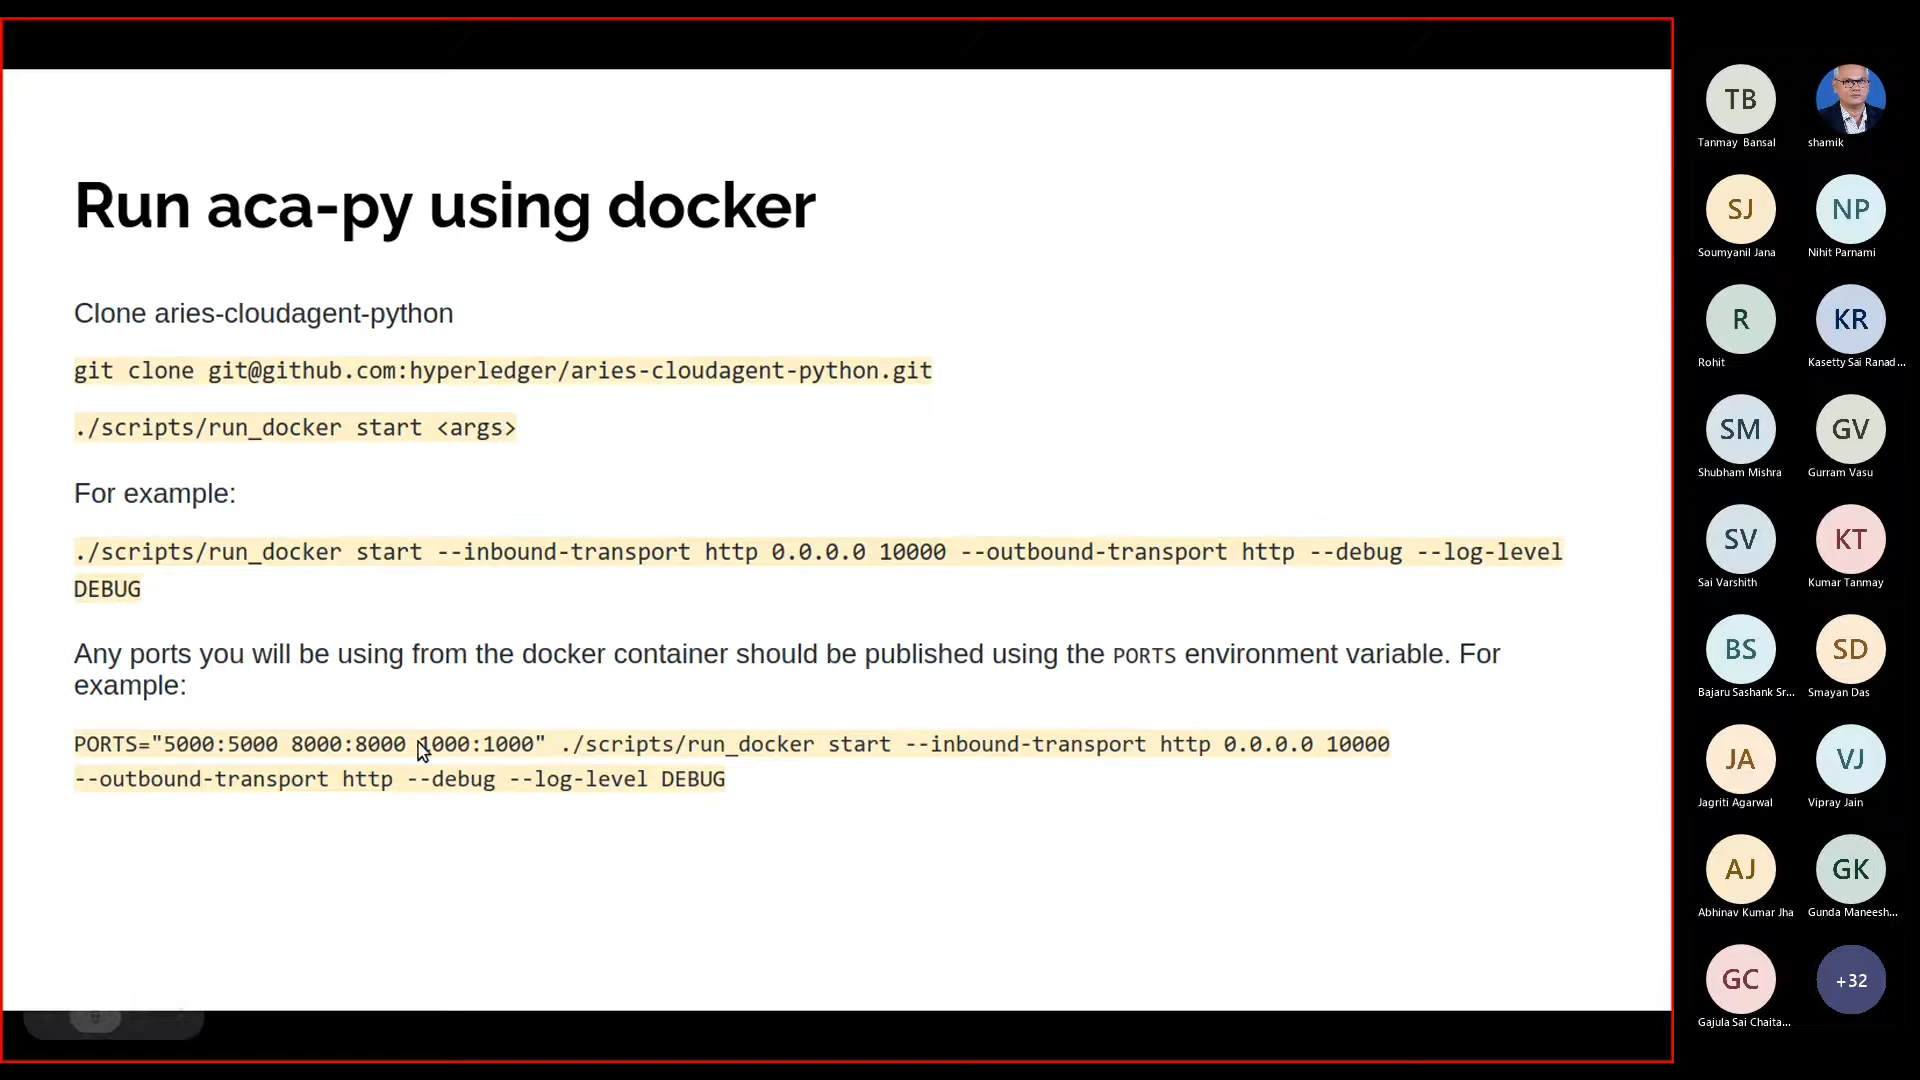 Run aca-py using docker
Clone aries-cloudagent-python
git clone git@github.com:hyperledger/aries-cloudagent-python.git
./scripts/run_docker start <args>
For example:
./scripts/run_docker start --inbound-transport http 0.0.0.0 10000 --outbound-transport http --debug --log-level
DEBUG
Any ports you will be using from the docker container should be published using the PORTS environment variable. For
example:
PORTS="5000:5000 8000:8000 1000:1000" ./scripts/run_docker start --inbound-transport http 0.0.0.0 10000
--outbound-transport http --debug --log-level DEBUG
TB
Tanmay Bansal
shamik
SJ
Soumyanil Jana
NP
Nihit Parnami
R
Rohit
KR
Kasetty Sai Ranad...
SM
Shubham Mishra
GV
Gurram Vasu
SV
Sai Varshith
KT
Kumar Tanmay
BS
Bajaru Sashank Sr...
SD
Smayan Das
JA
Jagriti Agarwal
VJ
Vipray Jain
AJ
Abhinav Kumar Jha
GK
Gunda Maneesh...
GC
Gajula Sai Chaita...
+32